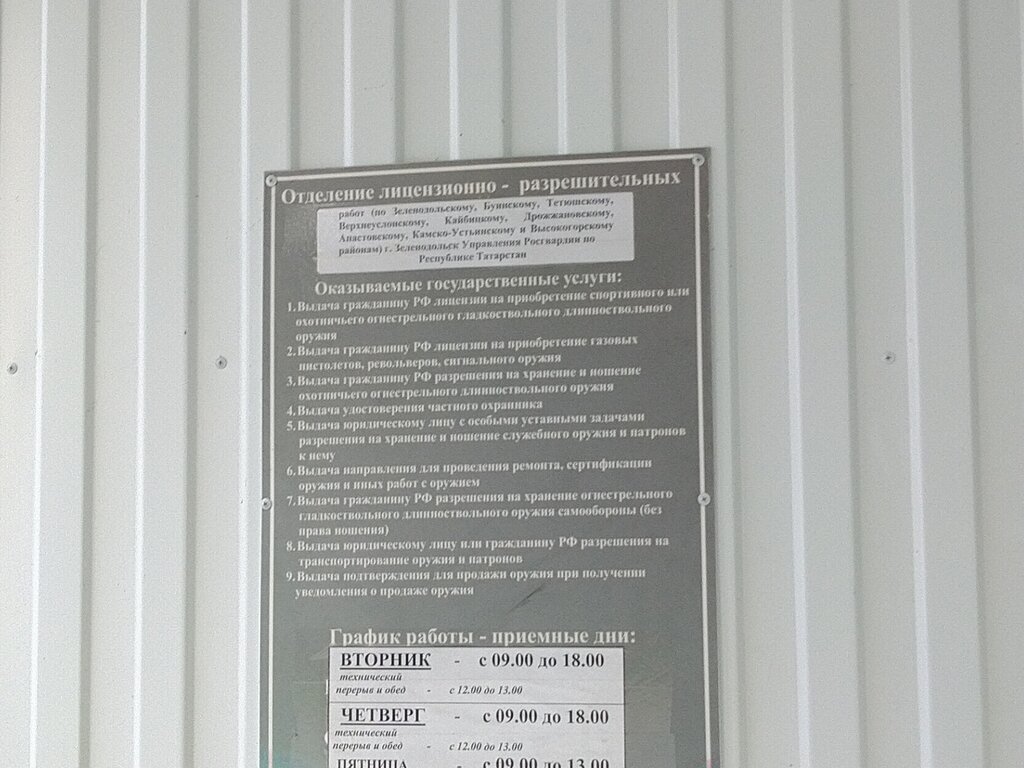 Отделение лицензионно - разрешительных
работ (по Зеленодольскому, Буинскому, Тетюшскому,
Верхнеуслонскому, Кайбицкому, Дрожжановскому,
Апастовскому, Камско-Устьинскому и Высокогорскому
районам) г. Зеленодольск Управления Росгвардии по
Республике Татарстан
Оказываемые государственные услуги:
1. Выдача гражданину РФ лицензии на приобретение спортивного или
охотничьего огнестрельного гладкоствольного длинноствольного
оружия
2. Выдача гражданину РФ лицензии на приобретение газовых
пистолетов, револьверов, сигнального оружия
3. Выдача гражданину РФ разрешения на хранение и ношение
охотничьего огнестрельного длинноствольного оружия
4. Выдача удостоверения частного охранника
5. Выдача юридическому лицу с особыми уставными задачами
разрешения на хранение и ношение служебного оружия и патронов
к нему
6. Выдача направления для проведения ремонта, сертификации
оружия и иных работ с оружием
7. Выдача гражданину РФ разрешения на хранение огнестрельного
гладкоствольного длинноствольного оружия самообороны (без
права ношения)
8. Выдача юридическому лицу или гражданину РФ разрешения на
транспортирование оружия и патронов
9. Выдача подтверждения для продажи оружия при получении
уведомления о продаже оружия
График работы - приемные дни:
ВТОРНИК - с 09.00 до 18.00
технический
перерыв и обед - с 12.00 до 13.00
ЧЕТВЕРГ - с 09.00 до 18.00
технический
перерыв и обед - с 12.00 до 13.00
ПЯТНИЦА - с 09.00 до 13.00